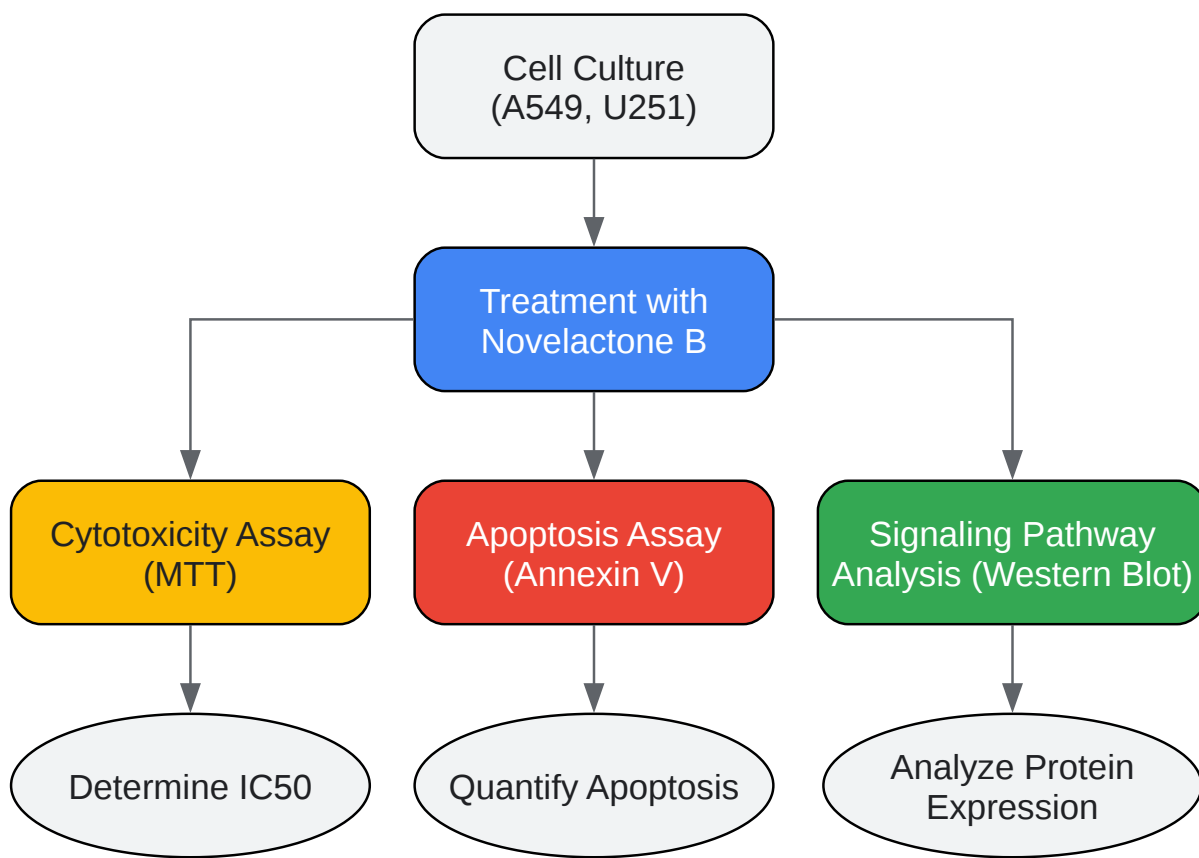 Cell Culture
(A549, U251)
Treatment with
Novelactone B
Cytotoxicity Assay
(MTT)
Apoptosis Assay
(Annexin V)
Signaling Pathway
Analysis (Western Blot)
Determine IC50
Quantify Apoptosis
Analyze Protein
Expression